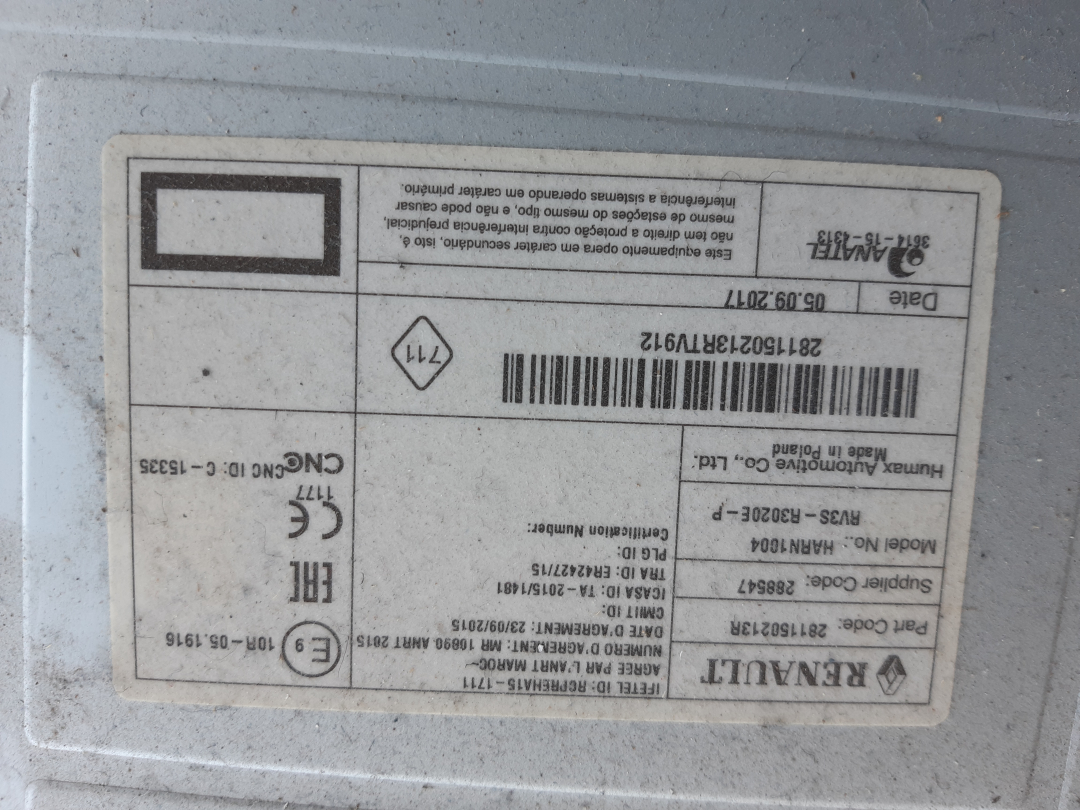 RENAULT
Part Code: 281150213R
Supplier Code: 288547
Model No.: HARN1604
RV3S-R3020E-P
Humax Automotive Co., Ltd.
Made in Poland
IFETEL ID: RCPREHA15-1711
AGREE PAR L'ANRT MAROC~
NUMERO D'AGREMENT: MR 10890 ANRT 2015
DATE D'AGREMENT: 23/09/2015
CMIIT ID:
ICASA ID: TA-2015/1481
TRA ID: ER42427/15
PLG ID:
Certification Number:
E 9 10R-05.1916
EAC
CE
1177
CNC CNC ID: C-15335
281150213RTV912
711
Date 05.09.2017
ANATEL
3614-15-4313
Este equipamento opera em caráter secundário, isto é,
não tem direito a proteção contra interferência prejudicial,
mesmo de estações do mesmo tipo, e não pode causar
interferência a sistemas operando em caráter primário.